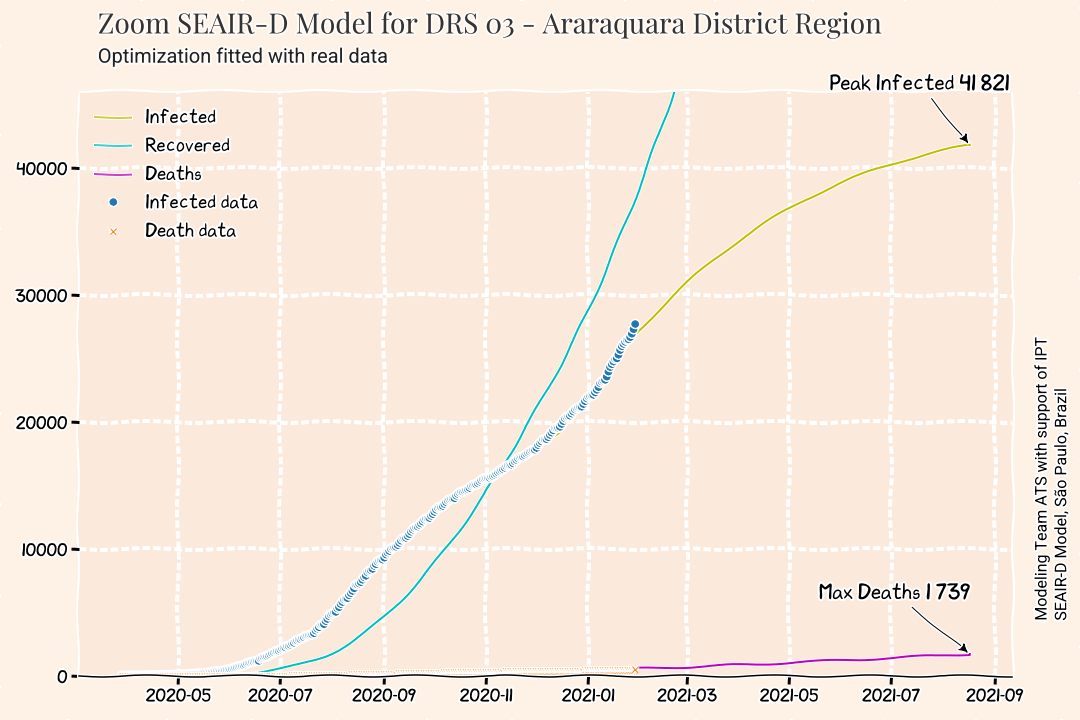 Zoom SEAIR-D Model for DRS 03 - Araraquara District Region
Optimization fitted with real data
Peak Infected 41 821
Infected
Recovered
Deaths
Infected data
Death data
40000
30000
20000
10000
0
Max Deaths 1 739
2020-05 2020-07 2020-09 2020-11 2021-01 2021-03 2021-05 2021-07 2021-09
Modeling Team ATS with support of IPT
SEAIR-D Model, São Paulo, Brazil